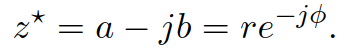 z^⋆ = a − jb = re^{−jϕ}.